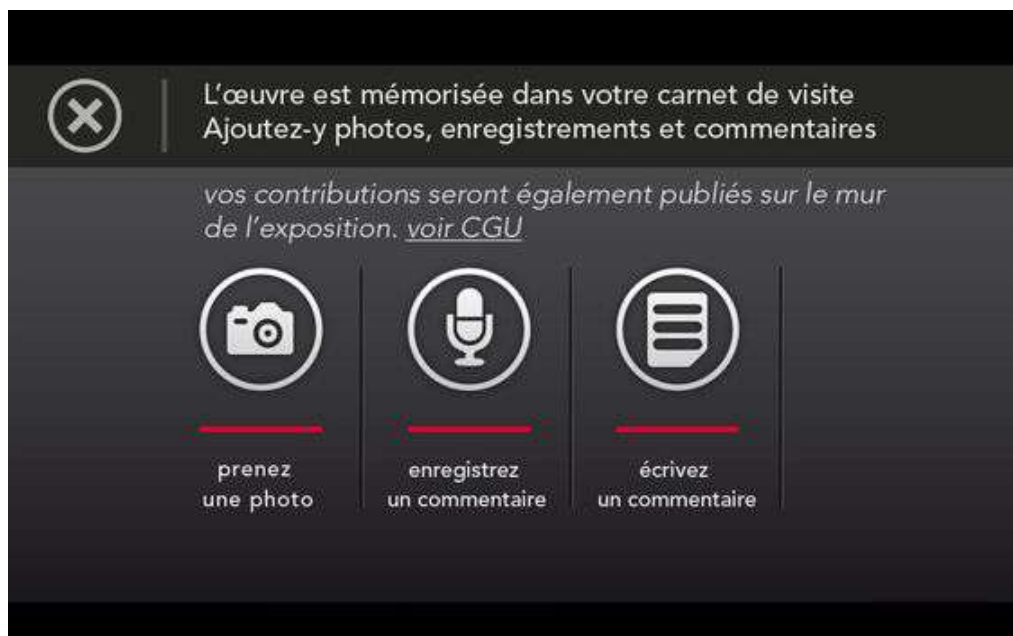 L'œuvre est mémorisée dans votre carnet de visite
Ajoutez-y photos, enregistrements et commentaires
vos contributions seront également publiés sur le mur
de l'exposition. voir CGU
prenez
une photo
enregistrez
un commentaire
écrivez
un commentaire